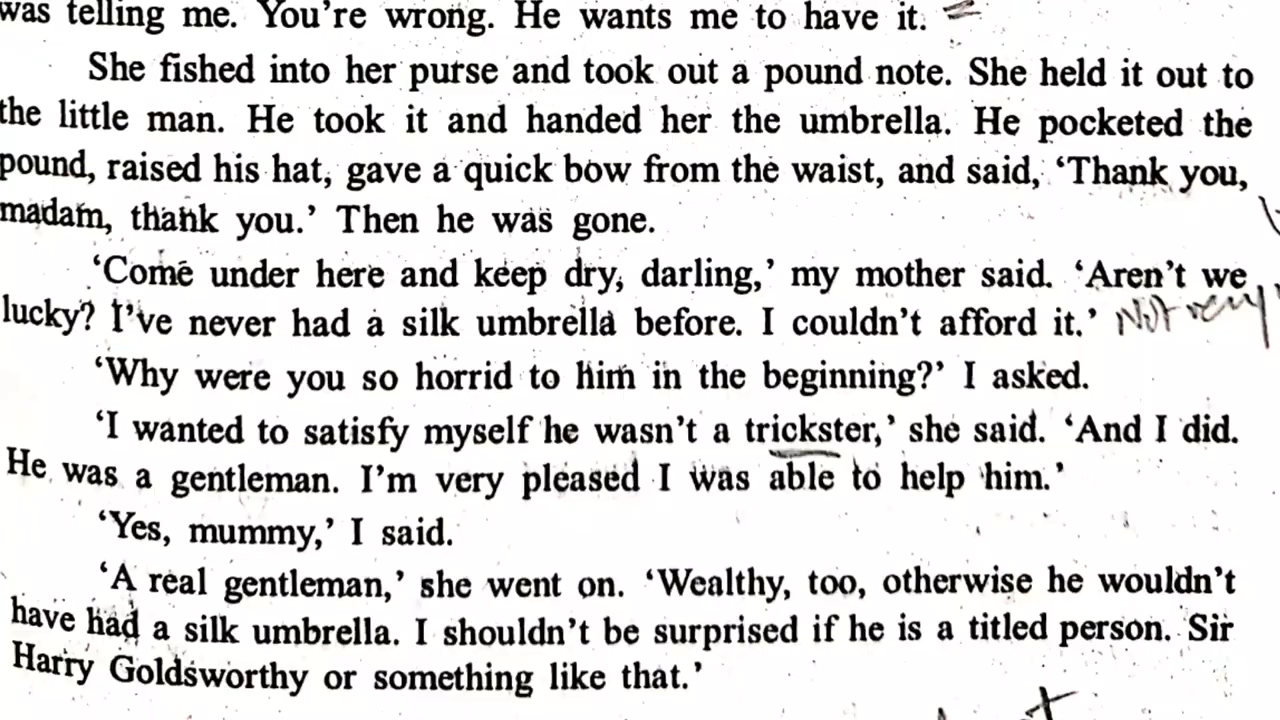 was telling me. You're wrong. He wants me to have it.
She fished into her purse and took out a pound note. She held it out to
the little man. He took it and handed her the umbrella. He pocketed the
pound, raised his hat, gave a quick bow from the waist, and said, ‘Thank you,
madam, thank you.’ Then he was gone.
‘Come under here and keep dry, darling,’ my mother said. ‘Aren't we
lucky? I've never had a silk umbrella before. I couldn't afford it.’ Not very
‘Why were you so horrid to him in the beginning?’ I asked.
‘I wanted to satisfy myself he wasn't a trickster,’ she said. ‘And I did.
He was a gentleman. I'm very pleased I was able to help him.’
‘Yes, mummy,’ I said.
‘A real gentleman,’ she went on. ‘Wealthy, too, otherwise he wouldn't
have had a silk umbrella. I shouldn't be surprised if he is a titled person. Sir
Harry Goldsworthy or something like that.’